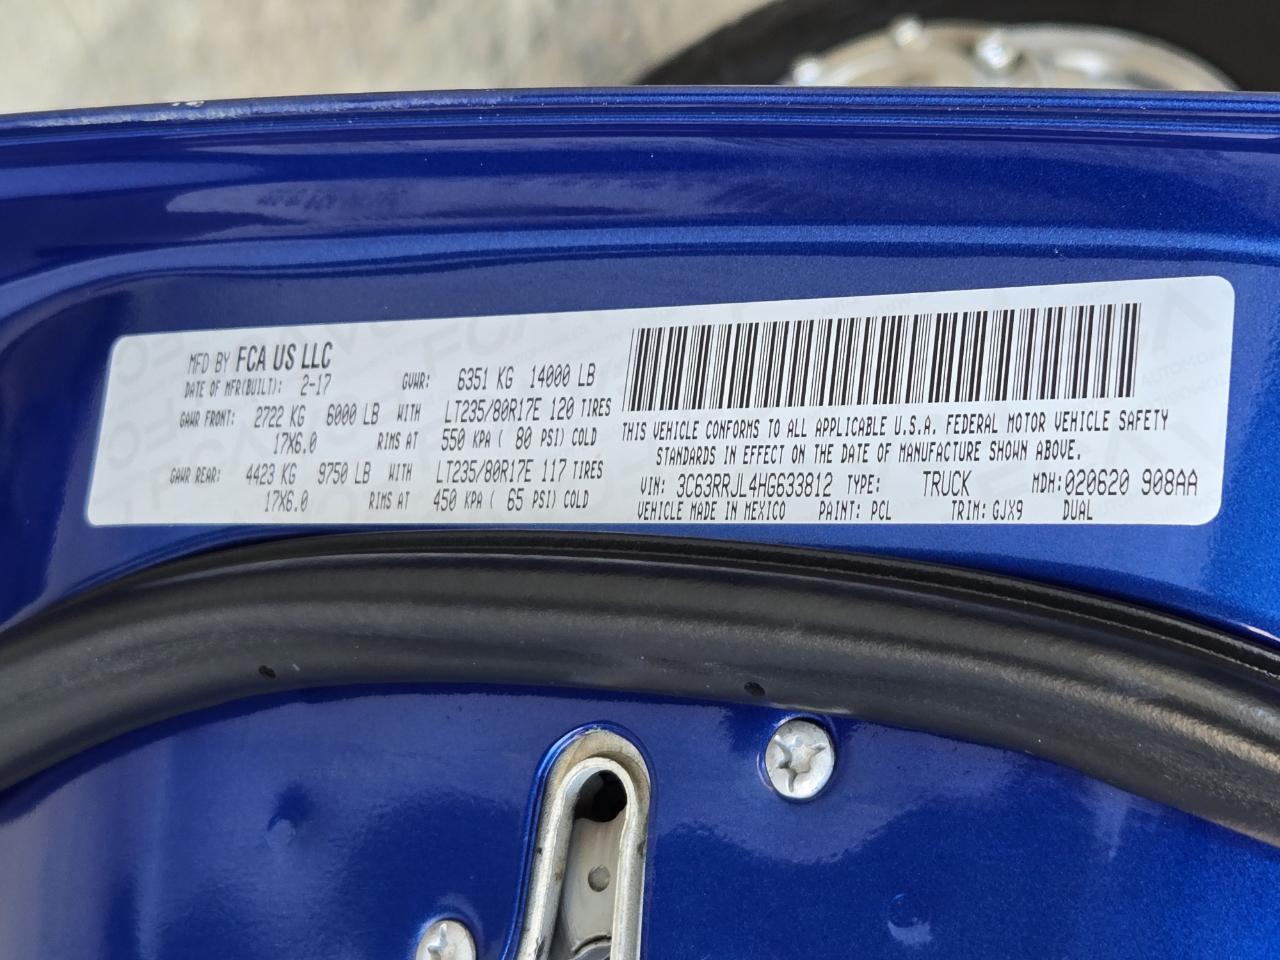 MFD BY FCA US LLC
DATE OF MFR(BUILT): 2-17 GVWR: 6351 KG 14000 LB
GAWR FRONT: 2722 KG 6000 LB WITH LT235/80R17E 120 TIRES
17X6.0 RIMS AT 550 KPA ( 80 PSI) COLD
GAWR REAR: 4423 KG 9750 LB WITH LT235/80R17E 117 TIRES
17X6.0 RIMS AT 450 KPA ( 65 PSI) COLD
THIS VEHICLE CONFORMS TO ALL APPLICABLE U.S.A. FEDERAL MOTOR VEHICLE SAFETY
STANDARDS IN EFFECT ON THE DATE OF MANUFACTURE SHOWN ABOVE.
VIN: 3C63RRJL4HG633812 TYPE: TRUCK MDH:020620 908AA
VEHICLE MADE IN MEXICO PAINT: PCL TRIM: GJX9 DUAL